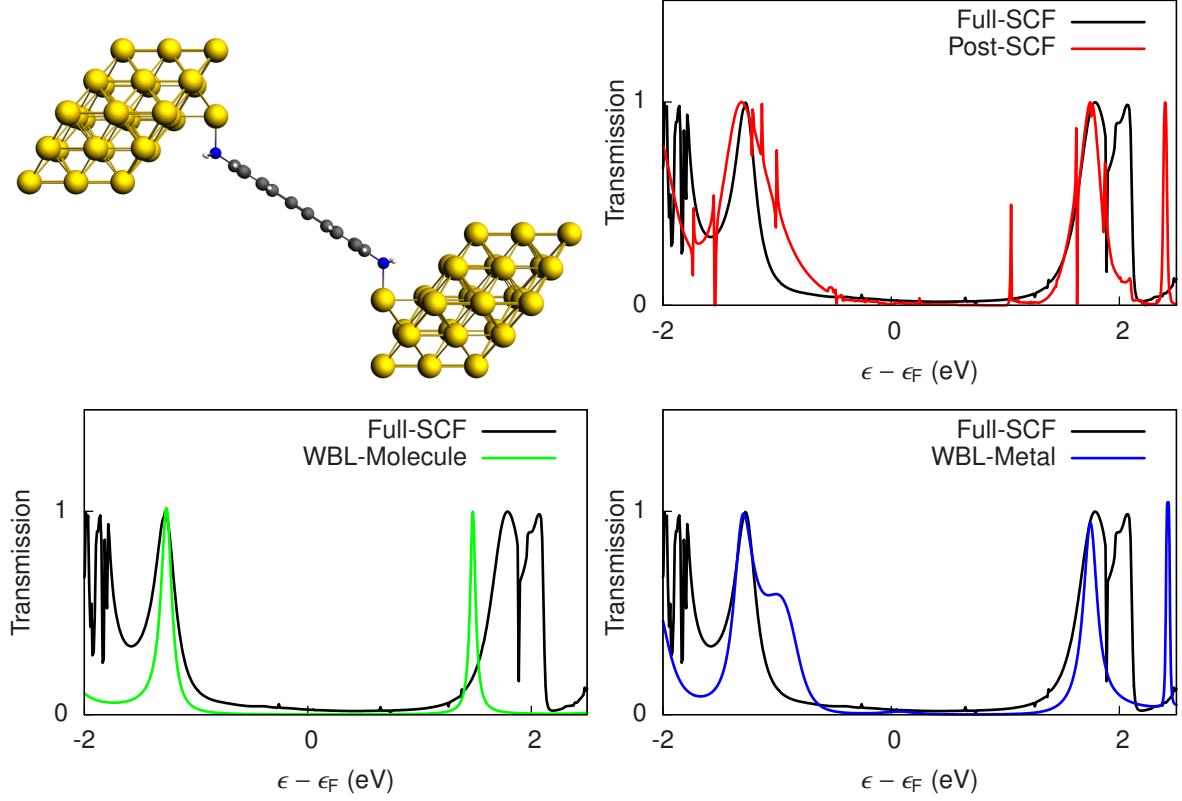 Full-SCF
Post-SCF
Transmission
1
0
-2
0
2
ϵ − ϵF (eV)
Full-SCF
WBL-Molecule
Transmission
1
0
-2
0
2
ϵ − ϵF (eV)
Full-SCF
WBL-Metal
Transmission
1
0
-2
0
2
ϵ − ϵF (eV)